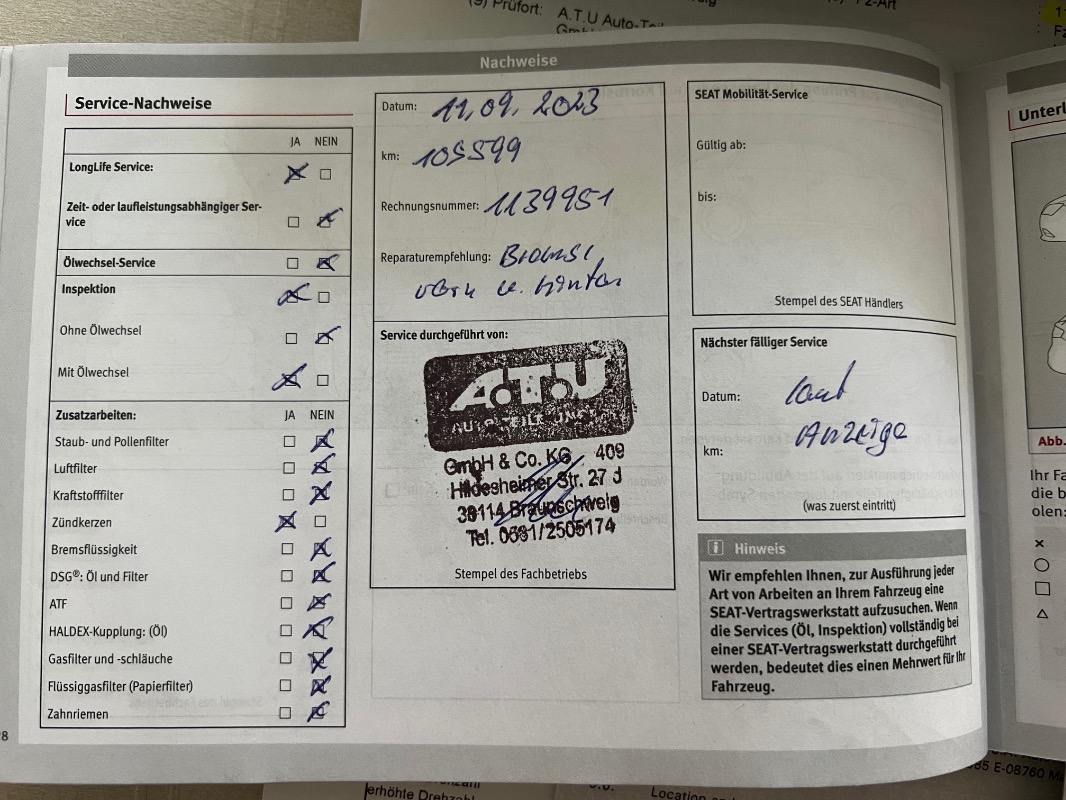 (9) Prüfort: A.T.U Auto-Teil
Nachweise
Service-Nachweise
JA NEIN
LongLife Service:
Zeit- oder laufleistungsabhängiger Ser-
vice
Ölwechsel-Service
Inspektion
Ohne Ölwechsel
Mit Ölwechsel
Zusatzarbeiten: JA NEIN
Staub- und Pollenfilter
Luftfilter
Kraftstofffilter
Zündkerzen
Bremsflüssigkeit
DSG®: Öl und Filter
ATF
HALDEX-Kupplung: (Öl)
Gasfilter und -schläuche
Flüssiggasfilter (Papierfilter)
Zahnriemen
Datum: 11.09.2023
km: 105599
Rechnungsnummer: 1139951
Reparaturempfehlung: Bremse
vorn u. hinten
Service durchgeführt von:
A.T.U
GmbH & Co. KG 409
Hildesheimer Str. 27 d
38114 Braunschweig
Tel. 0531/2505174
Stempel des Fachbetriebs
SEAT Mobilität-Service
Gültig ab:
bis:
Stempel des SEAT Händlers
Nächster fälliger Service
Datum: laut
Anzeige
km:
(was zuerst eintritt)
i Hinweis
Wir empfehlen Ihnen, zur Ausführung jeder
Art von Arbeiten an Ihrem Fahrzeug eine
SEAT-Vertragswerkstatt aufzusuchen. Wenn
die Services (Öl, Inspektion) vollständig bei
einer SEAT-Vertragswerkstatt durchgeführt
werden, bedeutet dies einen Mehrwert für Ihr
Fahrzeug.
Unterl
Abb.
Ihr Fa
die b
olen:
erhöhte Drehzahl
Location
E-08760 Ma